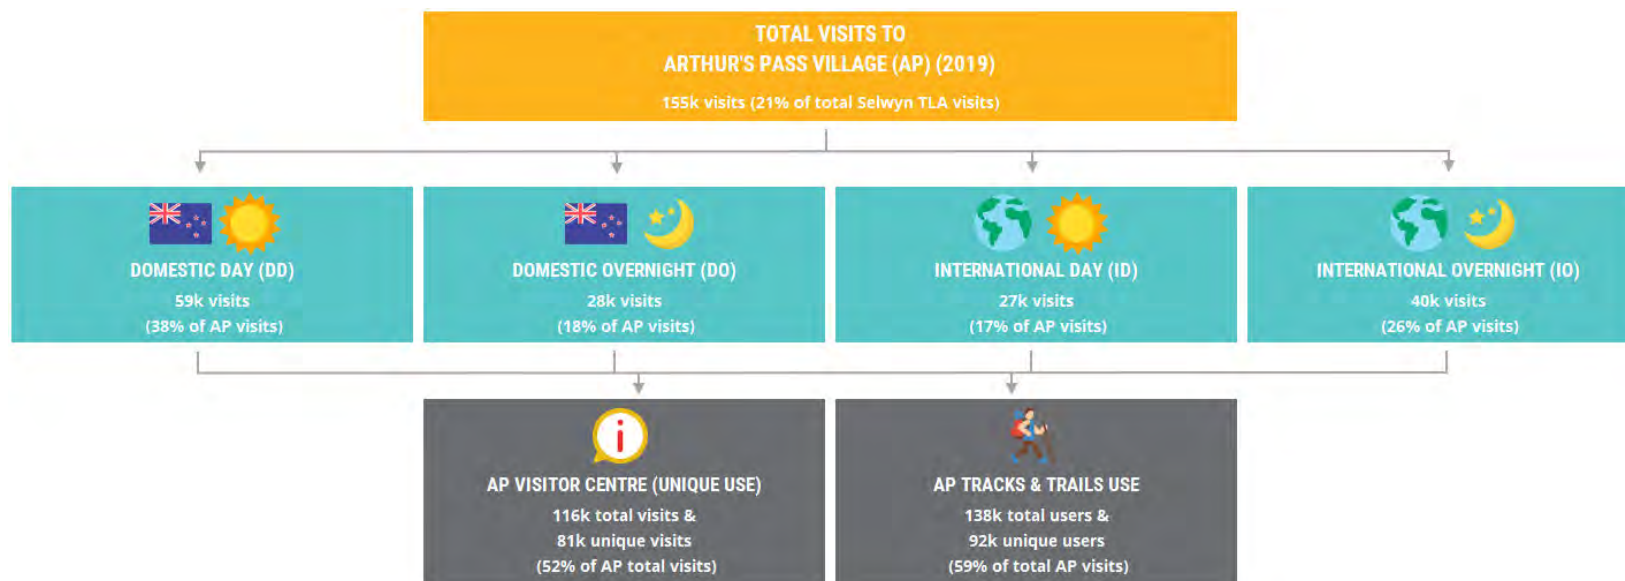 TOTAL VISITS TO
ARTHUR'S PASS VILLAGE (AP) (2019)
155k visits (21% of total Selwyn TLA visits)
DOMESTIC DAY (DD)
59k visits
(38% of AP visits)
DOMESTIC OVERNIGHT (DO)
28k visits
(18% of AP visits)
INTERNATIONAL DAY (ID)
27k visits
(17% of AP visits)
INTERNATIONAL OVERNIGHT (IO)
40k visits
(26% of AP visits)
i
AP VISITOR CENTRE (UNIQUE USE)
116k total visits &
81k unique visits
(52% of AP total visits)
AP TRACKS & TRAILS USE
138k total users &
92k unique users
(59% of total AP visits)